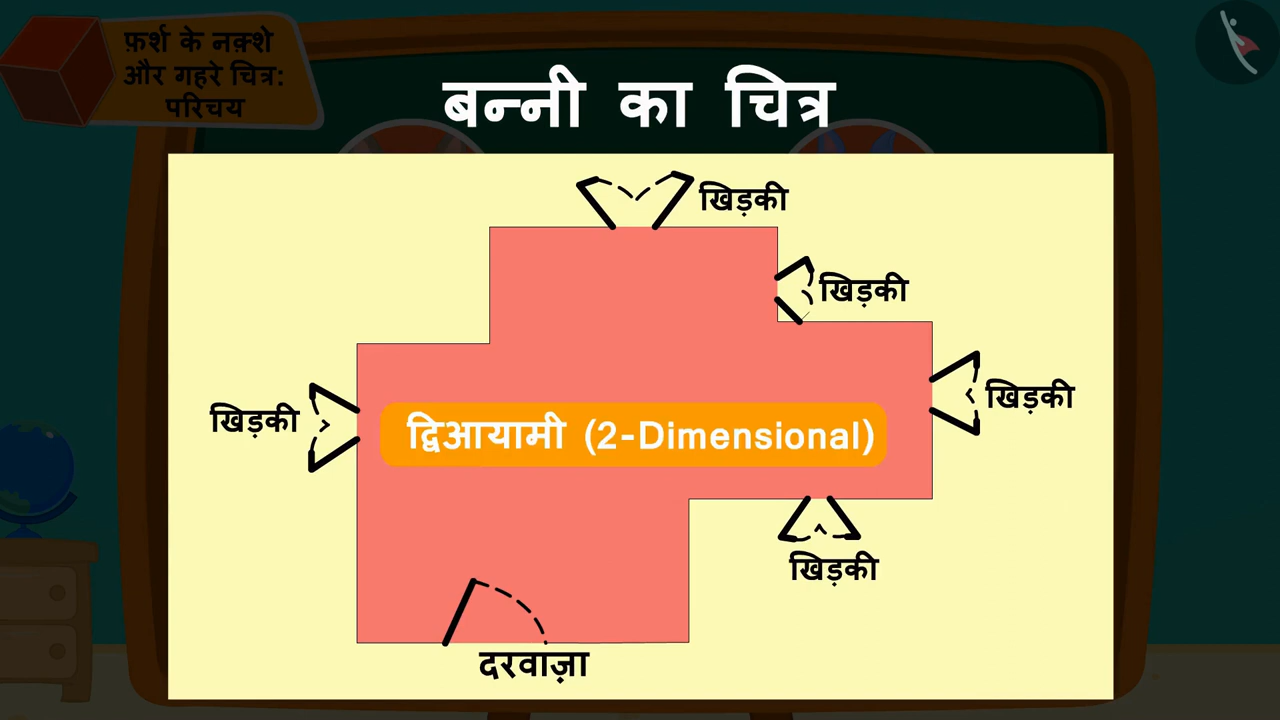 फ़र्श के नक़्शे
और गहरे चित्र:
परिचय
बन्नी का चित्र
खिड़की
खिड़की
खिड़की
खिड़की
द्विआयामी (2-Dimensional)
खिड़की
दरवाज़ा